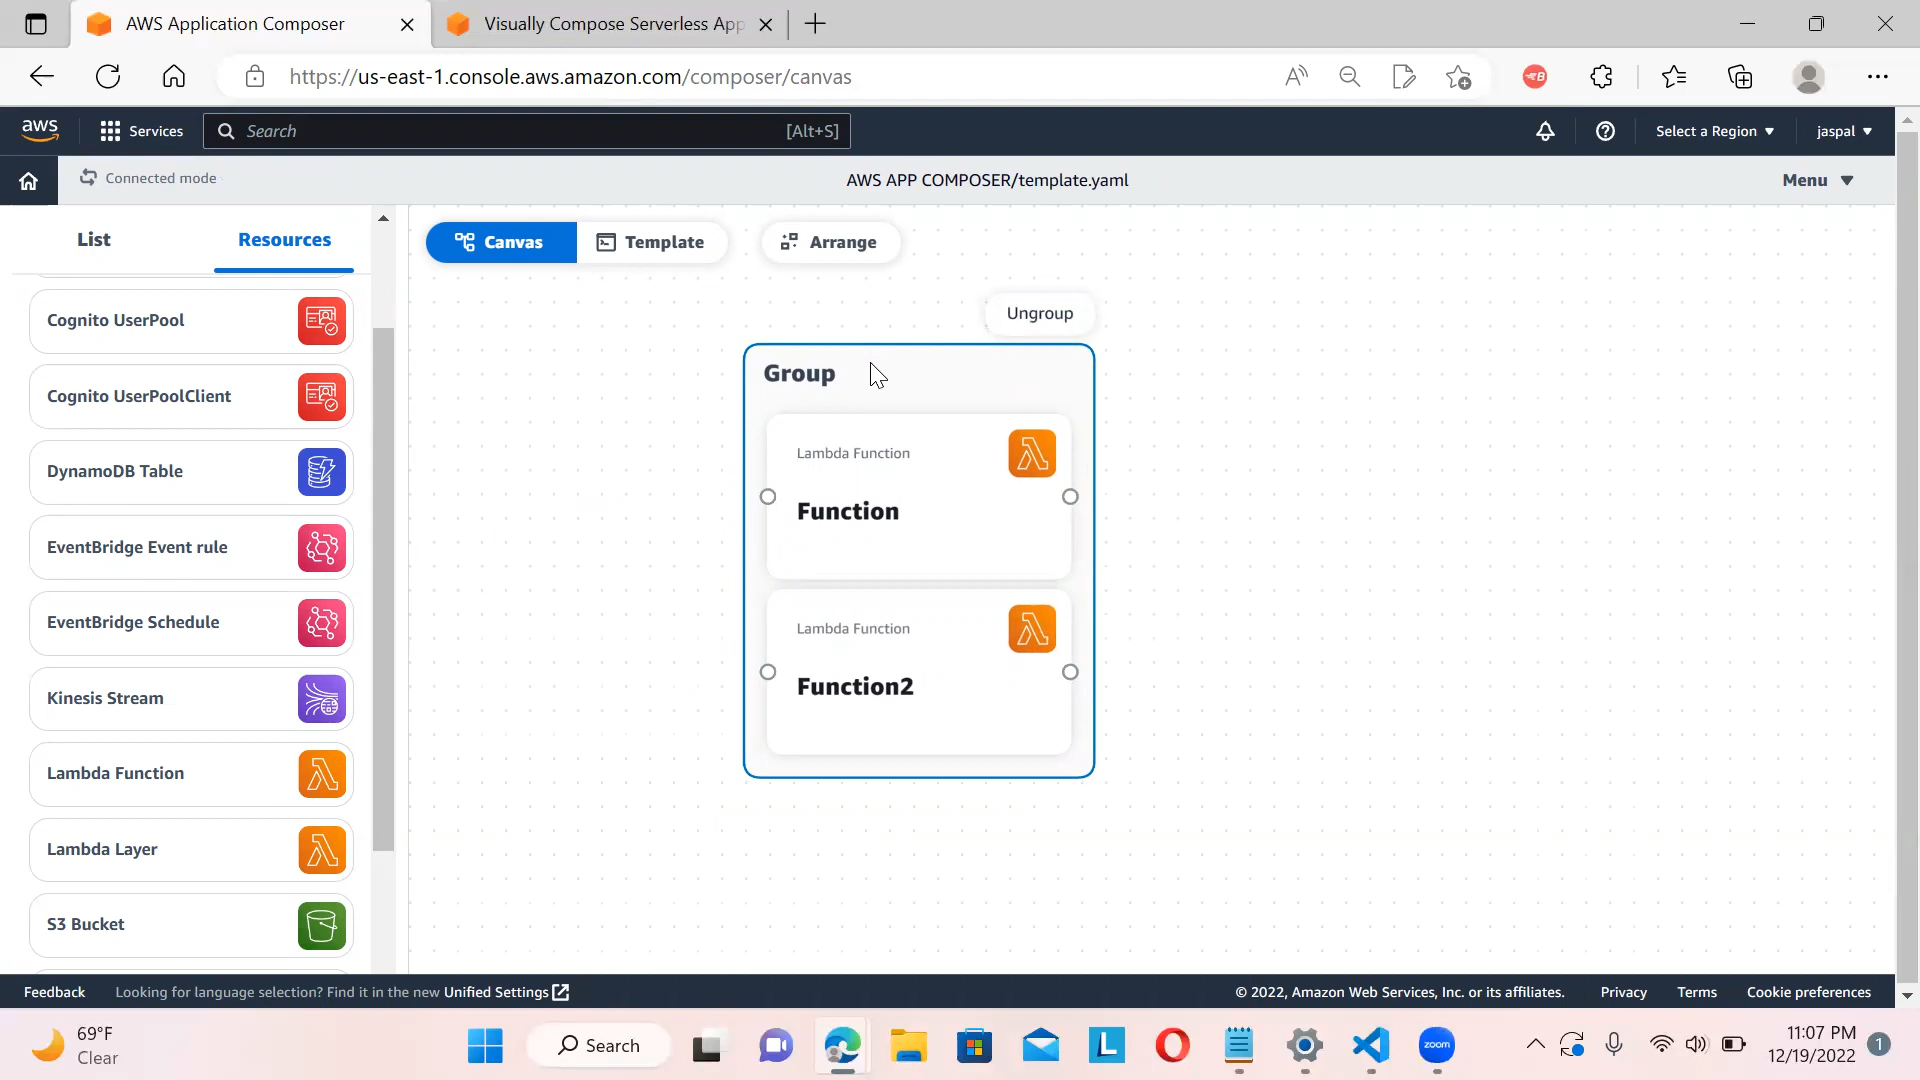 AWS Application Composer
Visually Compose Serverless App
https://us-east-1.console.aws.amazon.com/composer/canvas
aws
Services
Search
[Alt+S]
Select a Region
jaspal
Connected mode
AWS APP COMPOSER/template.yaml
Menu
List
Resources
Canvas
Template
Arrange
Cognito UserPool
Cognito UserPoolClient
DynamoDB Table
EventBridge Event rule
EventBridge Schedule
Kinesis Stream
Lambda Function
Lambda Layer
S3 Bucket
Ungroup
Group
Lambda Function
Function
Lambda Function
Function2
Feedback
Looking for language selection? Find it in the new Unified Settings
© 2022, Amazon Web Services, Inc. or its affiliates.
Privacy
Terms
Cookie preferences
69°F
Clear
Search
L
zoom
11:07 PM
12/19/2022
1